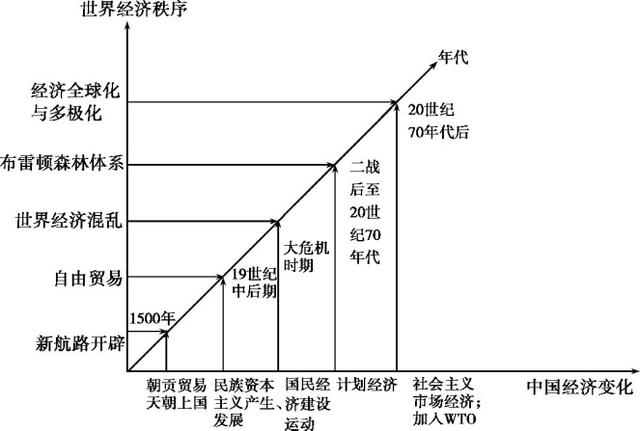 世界经济秩序
年代
经济全球化
与多极化
20世纪
70年代后
布雷顿森林体系
二战
后至
20世
纪70
年代
世界经济混乱
大危机
时期
自由贸易
19世纪
中后期
1500年
新航路开辟
朝贡贸易
天朝上国
民族资本
主义产生、
发展
国民经
济建设
运动
计划经济
社会主义
市场经济；
加入WTO
中国经济变化